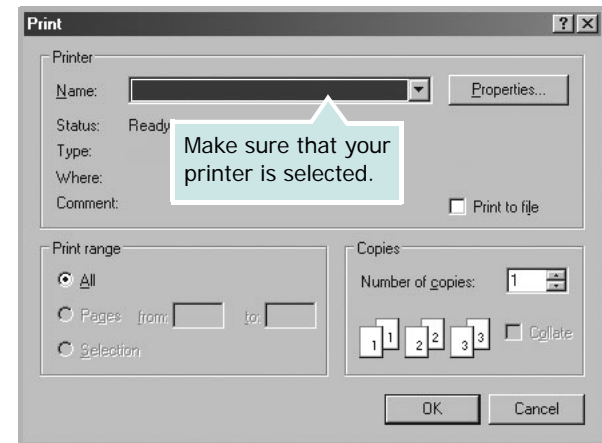 Print
Printer
Name:
Properties...
Status: Ready
Type:
Where:
Comment:
Make sure that your
printer is selected.
Print to file
Print range
All
Pages from: to:
Selection
Copies
Number of copies: 1
1 1 2 2 3 3
Collate
OK
Cancel